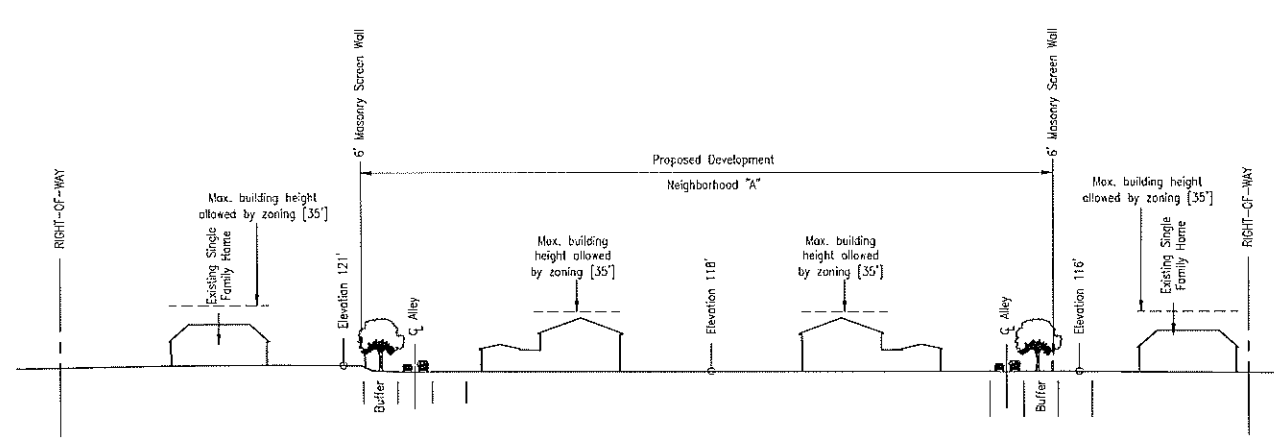 RIGHT-OF-WAY
Max. building height
allowed by zoning [35']
Existing Single
Family Home
Elevation 121'
6' Masonry Screen Wall
Buffer
℄ Alley
Proposed Development
Neighborhood "A"
Max. building
height allowed
by zoning [35']
Elevation 118'
Max. building
height allowed
by zoning [35']
℄ Alley
Buffer
6' Masonry Screen Wall
Elevation 116'
Max. building height
allowed by zoning [35']
Existing Single
Family Home
RIGHT-OF-WAY